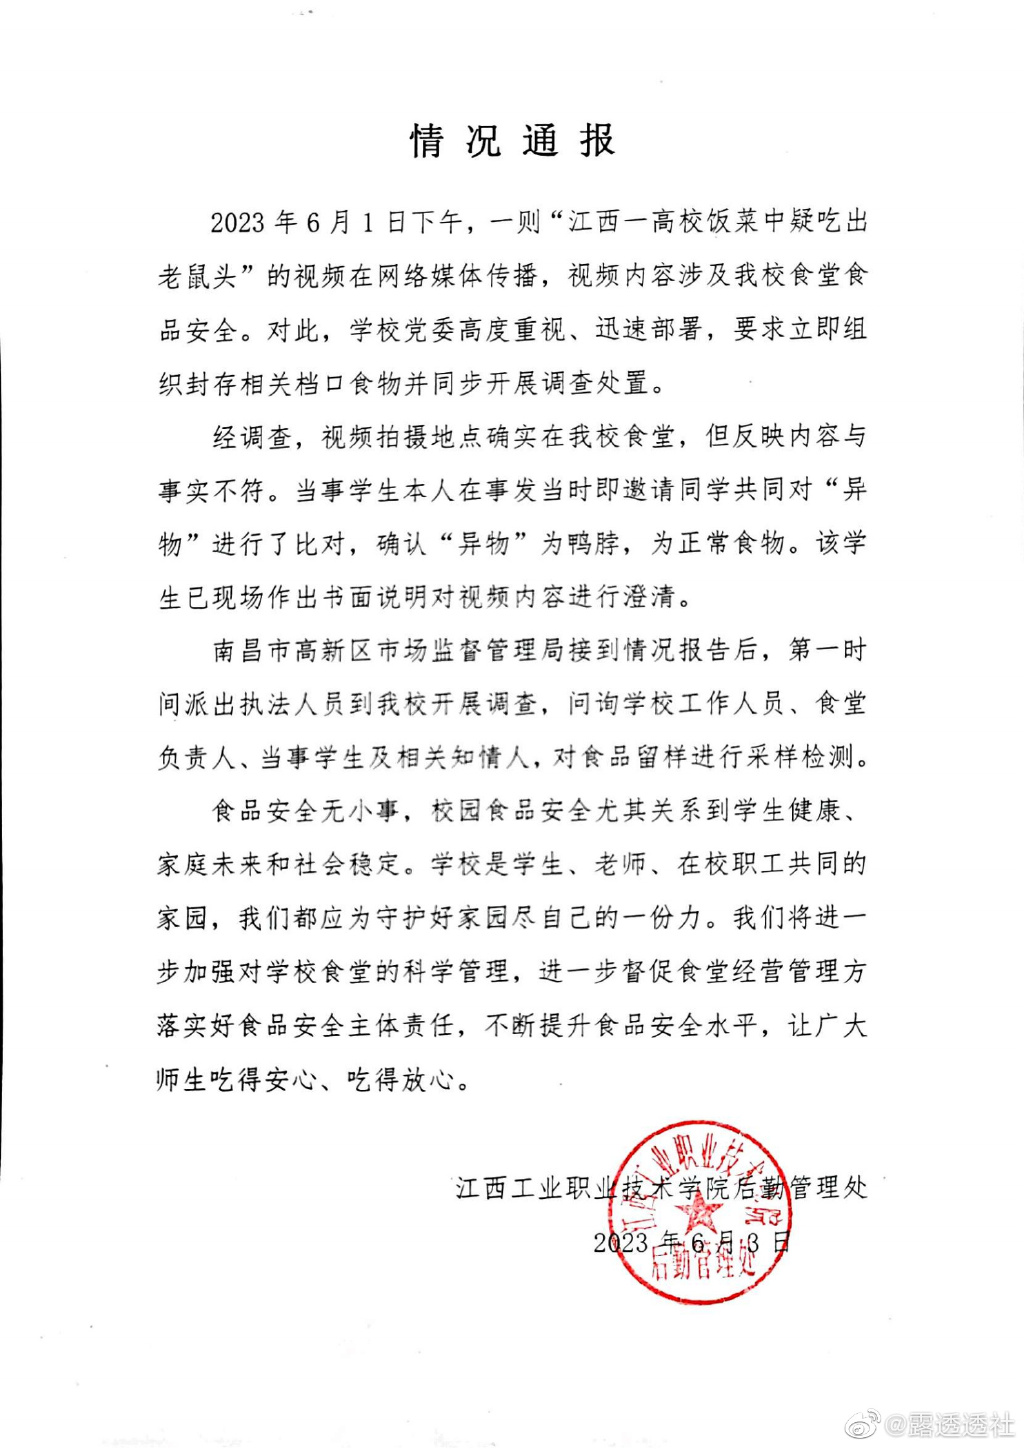 情况通报
2023年6月1日下午，一则“江西一高校饭菜中疑吃出
老鼠头”的视频在网络媒体传播，视频内容涉及我校食堂食
品安全。对此，学校党委高度重视、迅速部署，要求立即组
织封存相关档口食物并同步开展调查处置。
经调查，视频拍摄地点确实在我校食堂，但反映内容与
事实不符。当事学生本人在事发当时即邀请同学共同对“异
物”进行了比对，确认“异物”为鸭脖，为正常食物。该学
生已现场作出书面说明对视频内容进行澄清。
南昌市高新区市场监督管理局接到情况报告后，第一时
间派出执法人员到我校开展调查，问询学校工作人员、食堂
负责人、当事学生及相关知情人，对食品留样进行采样检测。
食品安全无小事，校园食品安全尤其关系到学生健康、
家庭未来和社会稳定。学校是学生、老师、在校职工共同的
家园，我们都应为守护好家园尽自己的一份力。我们将进一
步加强对学校食堂的科学管理，进一步督促食堂经营管理方
落实好食品安全主体责任，不断提升食品安全水平，让广大
师生吃得安心、吃得放心。
江西工业职业技术学院后勤管理处
2023年6月3日
江西工业职业技术学院
后勤管理处
@露透透社